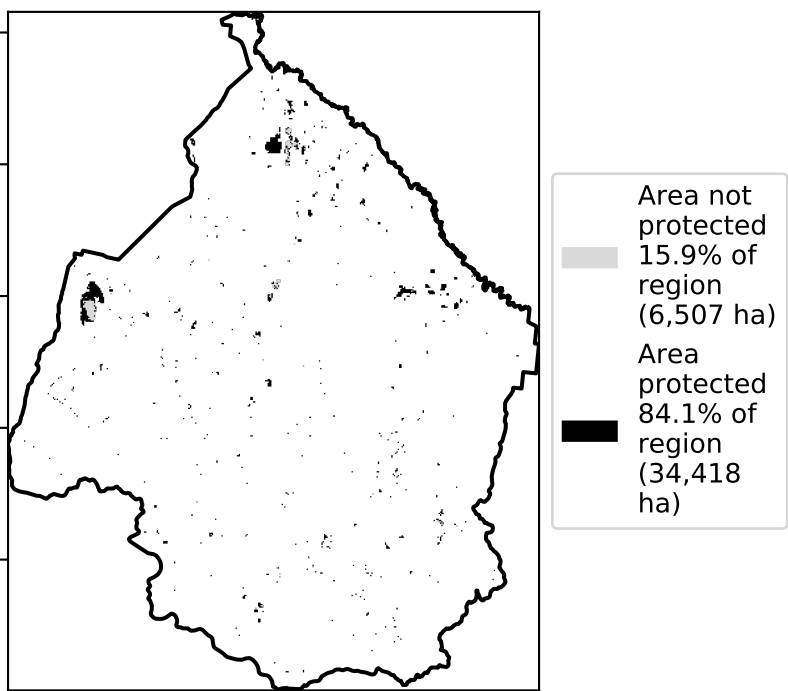 Area not
protected
15.9% of
region
(6,507 ha)
Area
protected
84.1% of
region
(34,418
ha)